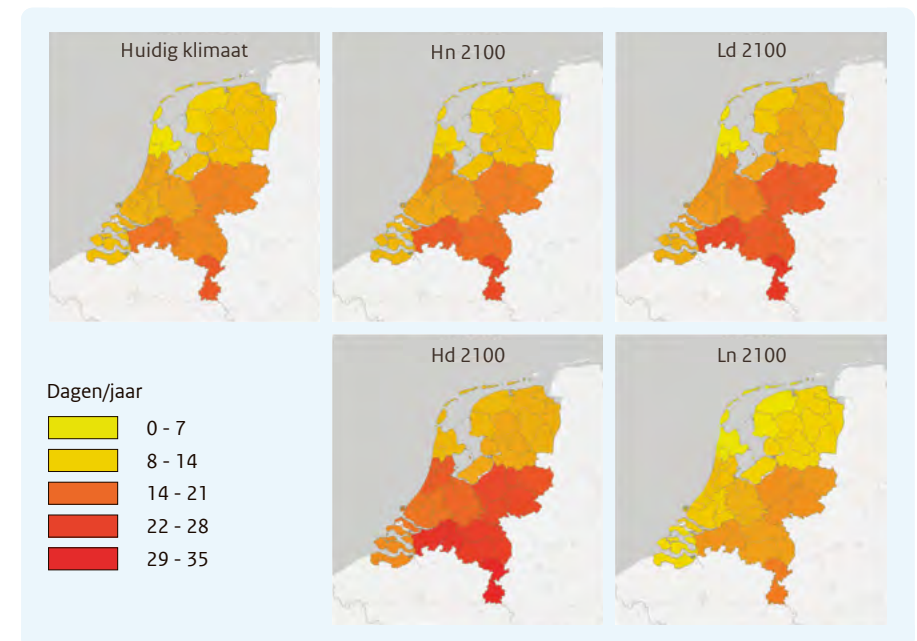 Huidig klimaat
Hn 2100
Ld 2100
Hd 2100
Ln 2100
Dagen/jaar
0 - 7
8 - 14
14 - 21
22 - 28
29 - 35